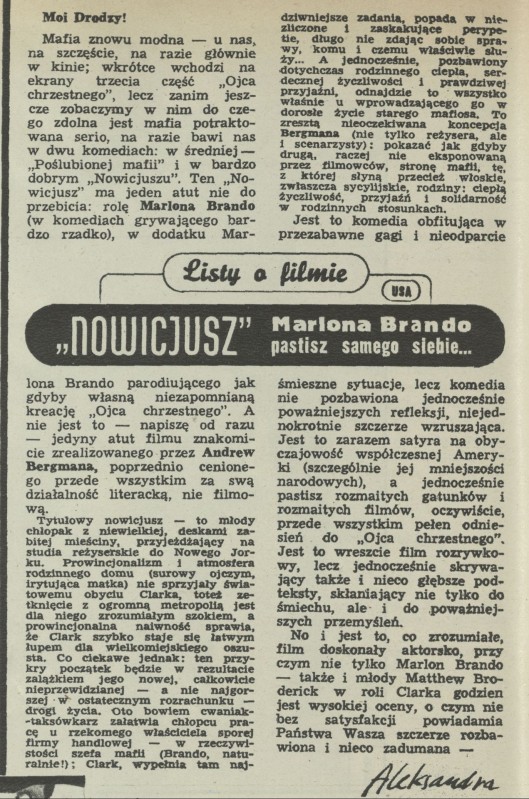 Listy o filmie
USA
„NOWICJUSZ”
Marlona Brando
pastisz samego siebie...
Moi Drodzy!
Mafia znowu modna — u nas,
na szczęście, na razie głównie
w kinie; wkrótce wchodzi na
ekrany trzecia część „Ojca
chrzestnego”, lecz zanim jesz-
cze zobaczymy w nim do cze-
go zdolna jest mafia potrakto-
wana serio, na razie bawi nas
w dwu komediach: w średniej —
„Poślubionej mafii” i w bardzo
dobrym „Nowicjuszu”. Ten „No-
wicjusz” ma jeden atut nie do
przebicia: rolę Marlona Brando
(w komediach grywającego bar-
dzo rzadko), w dodatku Mar-
lona Brando parodiującego jak
gdyby własną niezapomnianą
kreację „Ojca chrzestnego”. A
nie jest to — napiszę od razu
— jedyny atut filmu znakomi-
cie zrealizowanego przez Andrew
Bergmana, poprzednio cenione-
go przede wszystkim za swą
działalność literacką, nie filmo-
wą.
Tytułowy nowicjusz — to młody
chłopak z niewielkiej, deskami za-
bitej mieściny, przyjeżdżający na
studia reżyserskie do Nowego Jor-
ku. Prowincjonalizm i atmosfera
rodzinnego domu (surowy ojczym,
irytująca matka) nie sprzyjały świa-
towemu obyciu Clarka, toteż ze-
tknięcie z ogromną metropolią jest
dla niego zrozumiałym szokiem, a
prowincjonalna naiwność sprawia,
że Clark szybko staje się łatwym
łupem dla wielkomiejskiego oszu-
sta. Co ciekawe jednak: ten przy-
kry początek będzie w rezultacie
zalążkiem jego nowej, całkowicie
nieprzewidzianej — a nie najgor-
szej w ostatecznym rozrachunku —
drogi życia. Oto bowiem cwaniak-
-taksówkarz załatwia chłopcu pra-
cę u rzekomego właściciela sporej
firmy handlowej — w rzeczywi-
stości szefa mafii (Brando, natu-
ralnie!); Clark, wypełnia tam naj-
dziwniejsze zadania, popada w nie-
zliczone i zaskakujące perype-
tie, długo nie zdając sobie spra-
wy, komu i czemu właściwie słu-
ży... A jednocześnie, pozbawiony
dotychczas rodzinnego ciepła, ser-
decznej życzliwości i prawdziwej
przyjaźni, odnajdzie to wszystko
właśnie u wprowadzającego go w
dorosłe życie starego mafiosa. To
zresztą nieoczekiwana koncepcja
Bergmana (nie tylko reżysera, ale
i scenarzysty): pokazać jak gdyby
drugą, raczej nie eksponowaną
przez filmowców, stronę mafii, tę,
z której słyną przecież włoskie,
zwłaszcza sycylijskie, rodziny: ciepłą
życzliwość, przyjaźń i solidarność
w rodzinnych stosunkach.
Jest to komedia obfitująca w
przezabawne gagi i nieodparcie
śmieszne sytuacje, lecz komedia
nie pozbawiona jednocześnie
poważniejszych refleksji, niejed-
nokrotnie szczerze wzruszająca.
Jest to zarazem satyra na oby-
czajowość współczesnej Amery-
ki (szczególnie jej mniejszości
narodowych), a jednocześnie
pastisz rozmaitych gatunków i
rozmaitych filmów, oczywiście,
przede wszystkim pełen odnie-
sień do „Ojca chrzestnego”.
Jest to wreszcie film rozrywko-
wy, lecz jednocześnie skrywa-
jący także i nieco głębsze pod-
teksty, skłaniający nie tylko do
śmiechu, ale i do poważniej-
szych przemyśleń.
No i jest to, co zrozumiałe,
film doskonały aktorsko, przy
czym nie tylko Marlon Brando
— także i młody Matthew Bro-
derick w roli Clarka godzien
jest wysokiej oceny, o czym nie
bez satysfakcji powiadamia
Państwa Wasza szczerze rozba-
wiona i nieco zadumana —
Aleksandra